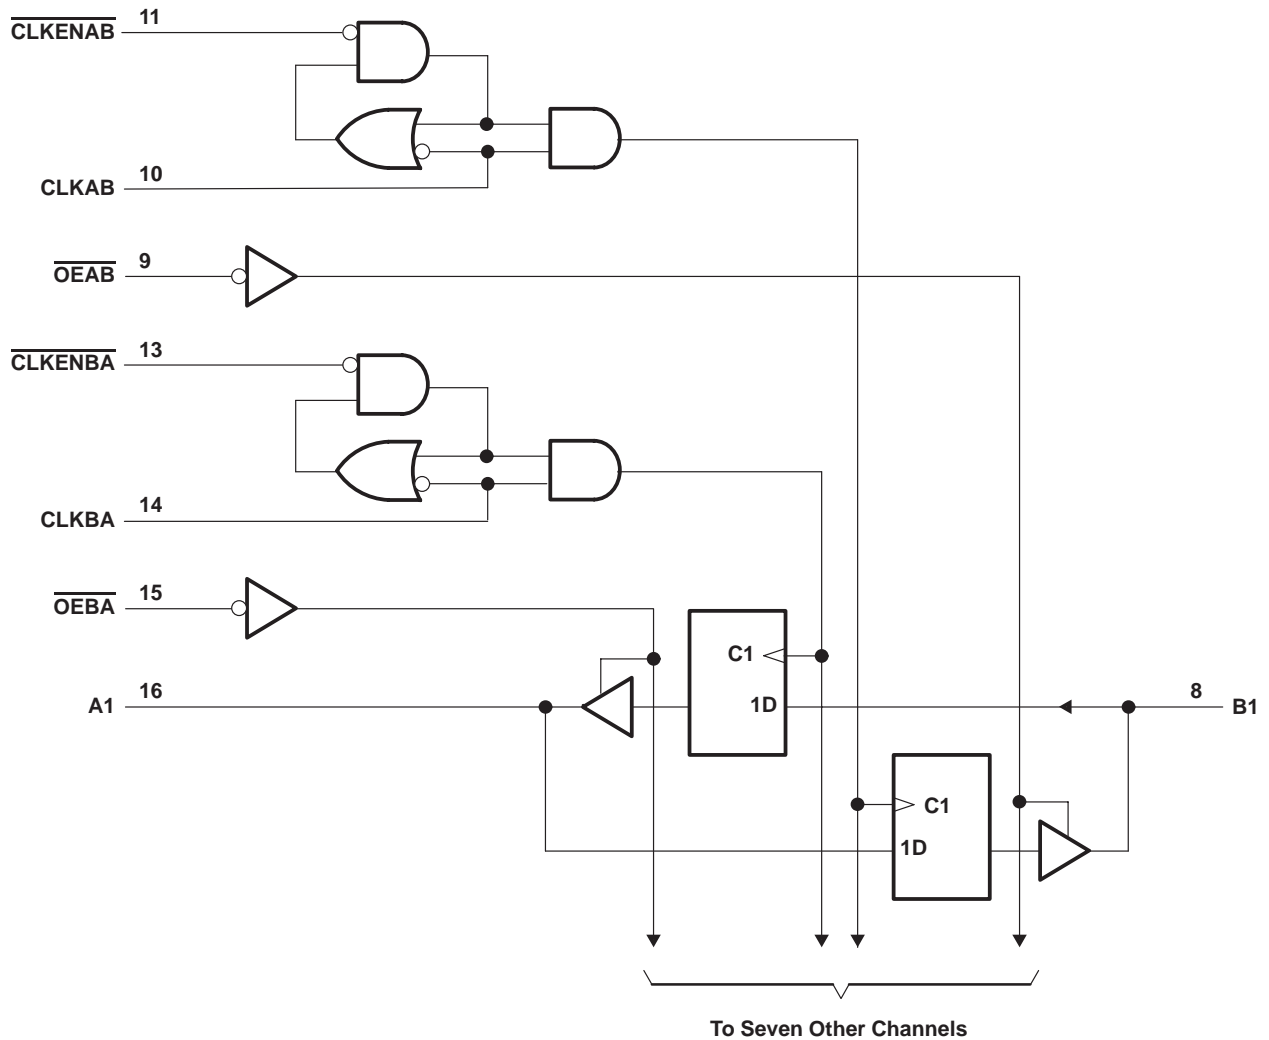 CLKENAB 11
CLKAB 10
OEAB 9
CLKENBA 13
CLKBA 14
OEBA 15
C1
A1 16
1D
8 B1
C1
1D
To Seven Other Channels